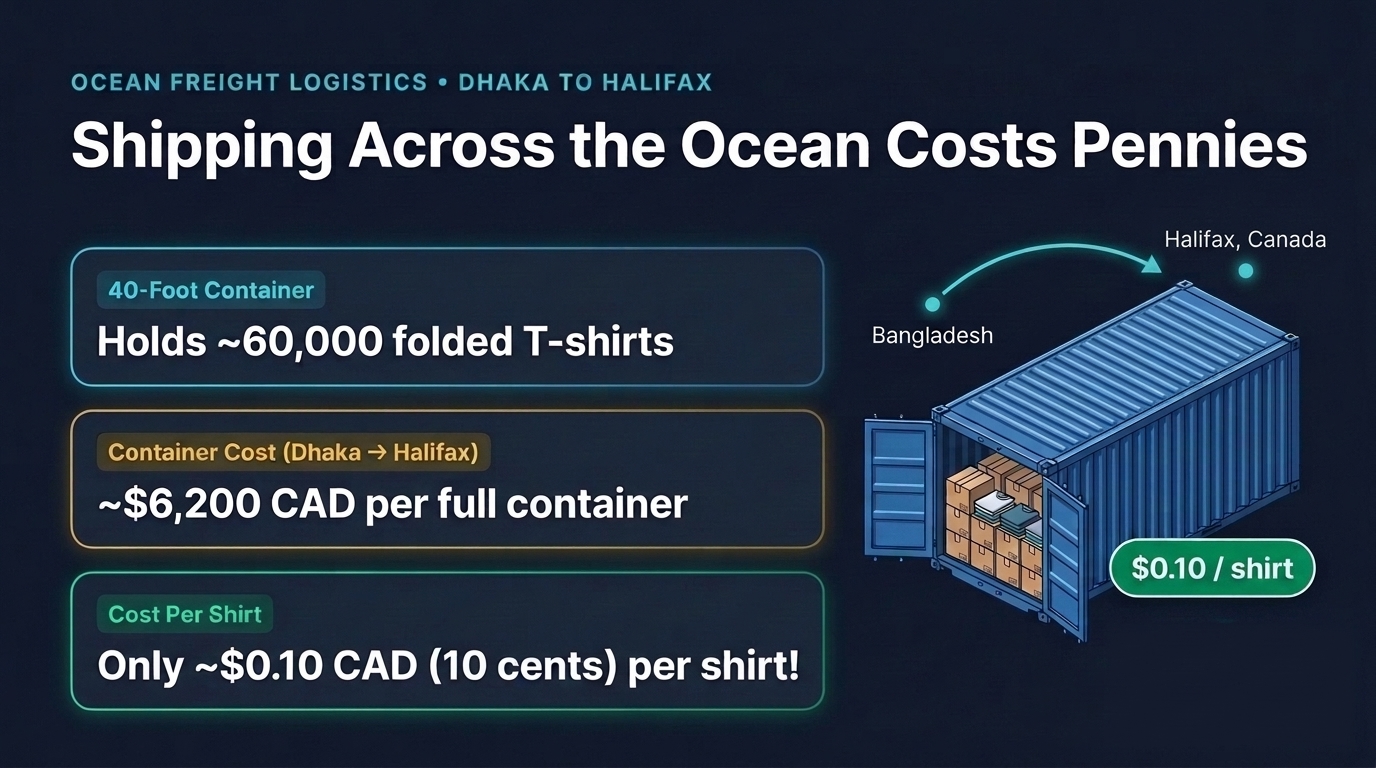 OCEAN FREIGHT LOGISTICS • DHAKA TO HALIFAX
Shipping Across the Ocean Costs Pennies
40-Foot Container
Holds ~60,000 folded T-shirts
Container Cost (Dhaka → Halifax)
~$6,200 CAD per full container
Cost Per Shirt
Only ~$0.10 CAD (10 cents) per shirt!
Halifax, Canada
Bangladesh
$0.10 / shirt